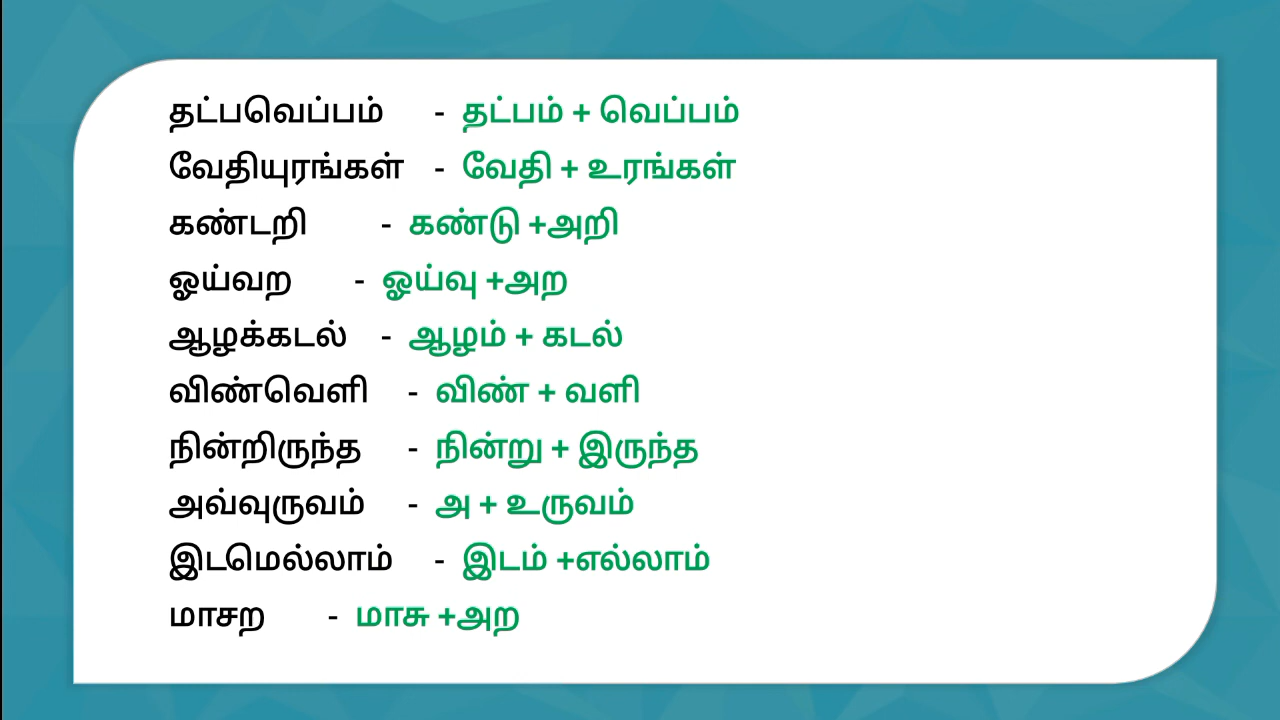 தட்பவெப்பம் - தட்பம் + வெப்பம்
வேதியுரங்கள் - வேதி + உரங்கள்
கண்டறி - கண்டு +அறி
ஓய்வற - ஓய்வு +அற
ஆழக்கடல் - ஆழம் + கடல்
விண்வெளி - விண் + வளி
நின்றிருந்த - நின்று + இருந்த
அவ்வுருவம் - அ + உருவம்
இடமெல்லாம் - இடம் +எல்லாம்
மாசற - மாசு +அற